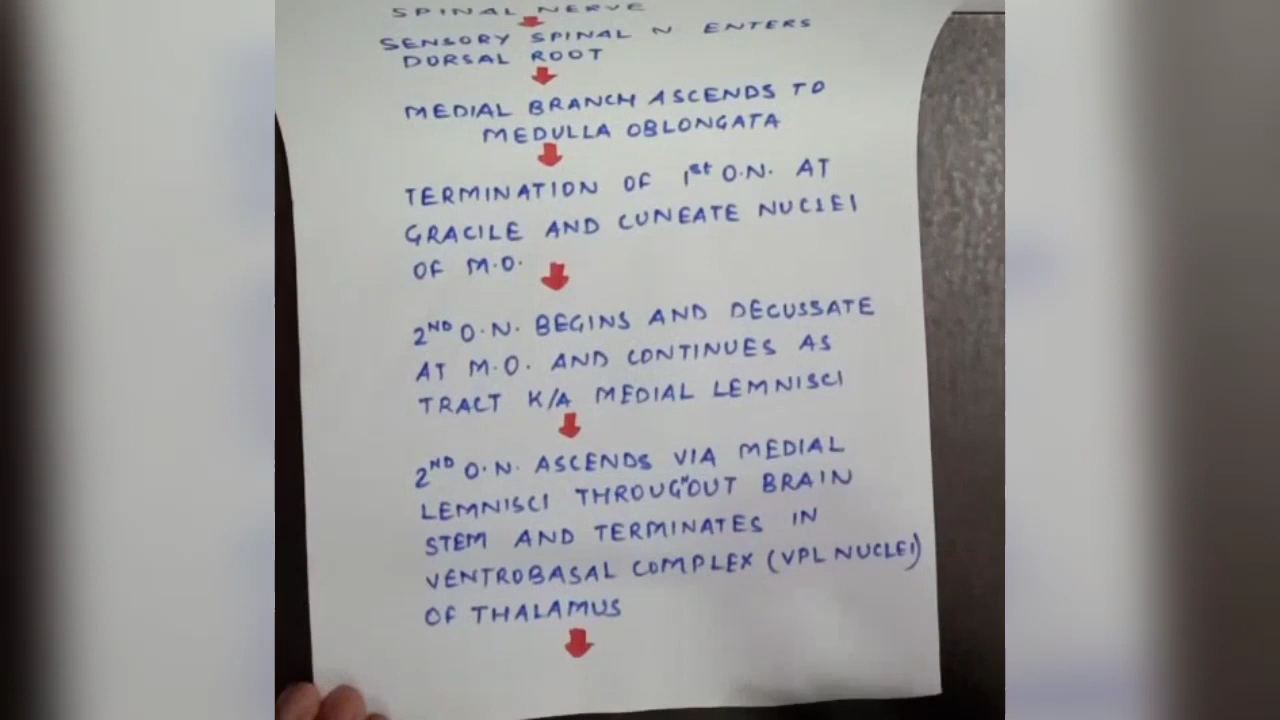 SPINAL NERVE
SENSORY SPINAL N ENTERS
DORSAL ROOT
MEDIAL BRANCH ASCENDS TO
MEDULLA OBLONGATA
TERMINATION OF 1st O.N. AT
GRACILE AND CUNEATE NUCLEI
OF M.O.
2ND O.N. BEGINS AND DECUSSATE
AT M.O. AND CONTINUES AS
TRACT K/A MEDIAL LEMNISCI
2ND O.N. ASCENDS VIA MEDIAL
LEMNISCI THROUGHOUT BRAIN
STEM AND TERMINATES IN
VENTROBASAL COMPLEX (VPL NUCLEI)
OF THALAMUS